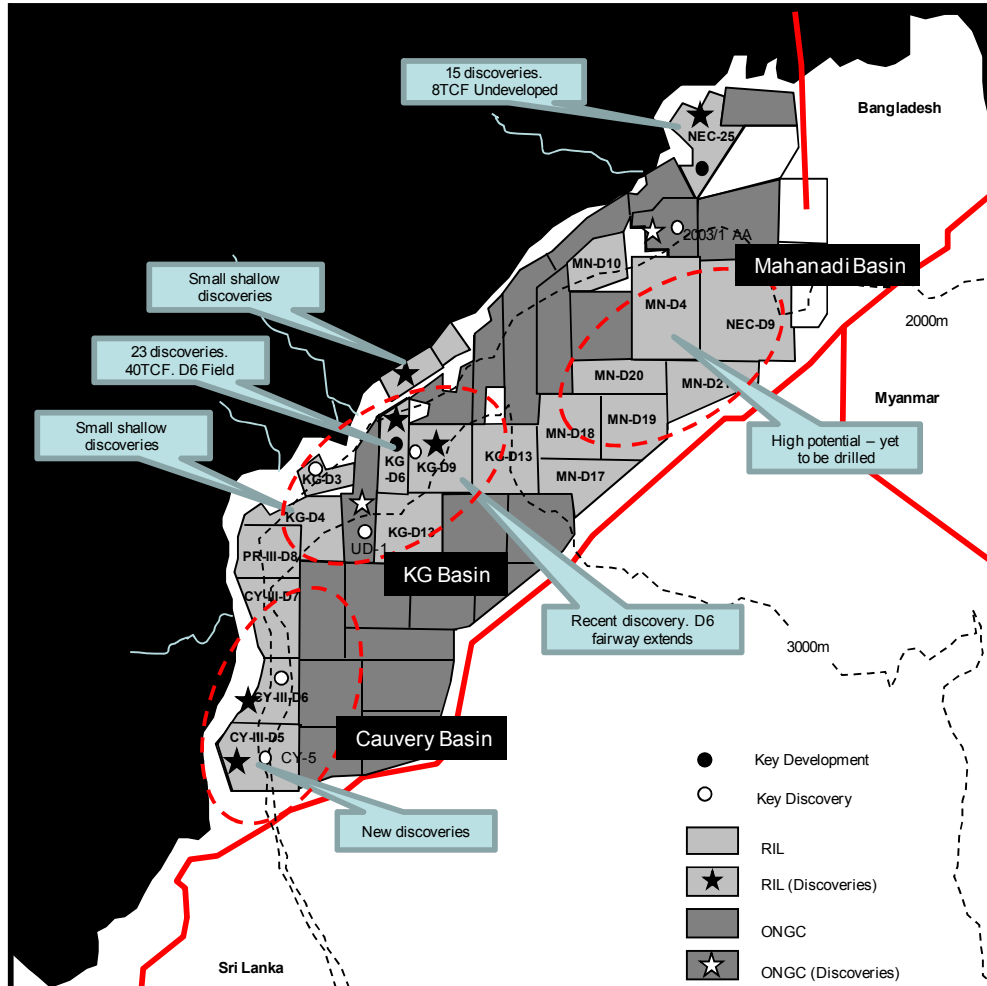 15 discoveries.
8TCF Undeveloped
Bangladesh
NEC-25
2003/1 AA
MN-D10
Mahanadi Basin
Small shallow
discoveries
MN-D4
NEC-D9
2000m
23 discoveries.
40TCF. D6 Field
MN-D20
MN-D21
Myanmar
Small shallow
discoveries
MN-D18
MN-D19
High potential – yet
to be drilled
KG
-D6
KG-D9
KG-D13
KG-D3
MN-D17
KG-D4
KG-D12
UD-1
PR-III-D8
KG Basin
CY-III-D7
Recent discovery. D6
fairway extends
3000m
CY-III-D6
CY-III-D5
CY-5
Cauvery Basin
Key Development
Key Discovery
New discoveries
RIL
RIL (Discoveries)
ONGC
Sri Lanka
ONGC (Discoveries)